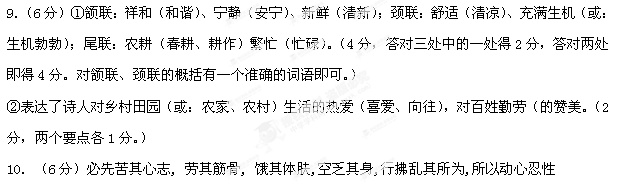 9.（6分）①颔联：祥和（和谐）、宁静（安宁）、新鲜（清新）；颈联：舒适（清凉）、充满生机（或：
生机勃勃）；尾联：农耕（春耕、耕作）繁忙（忙碌）。（4分，答对三处中的一处得2分，答对两处
即得4分。对颔联、颈联的概括有一个准确的词语即可。）
②表达了诗人对乡村田园（或：农家、农村）生活的热爱（喜爱、向往），对百姓勤劳（的赞美。（2
分，两个要点各1分。）
10. （6分）必先苦其心志, 劳其筋骨, 饿其体肤,空乏其身,行拂乱其所为,所以动心忍性